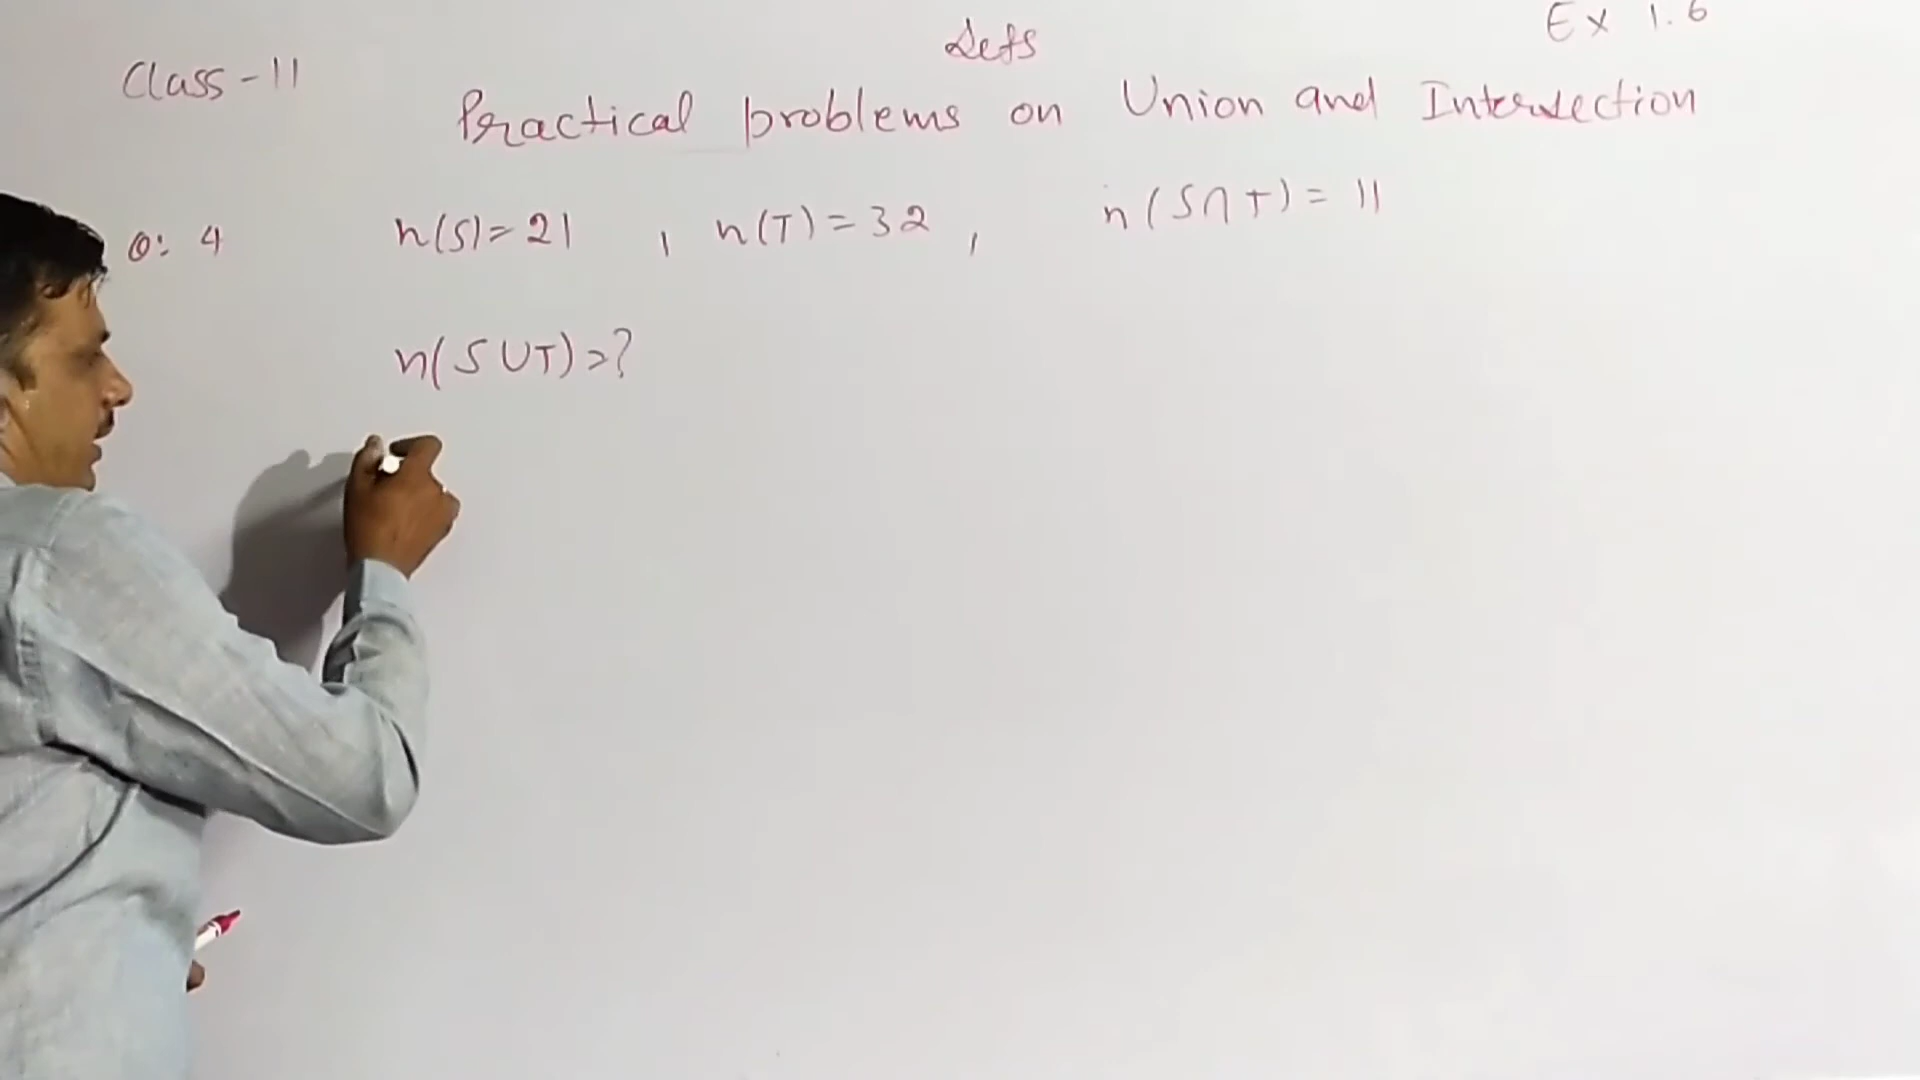 Sets
Ex 1.6
Class-11
Practical problems on Union and Intersection
Q: 4 n(S)=21 , n(T)=32 , n(S∩T)=11
n(S∪T)=?